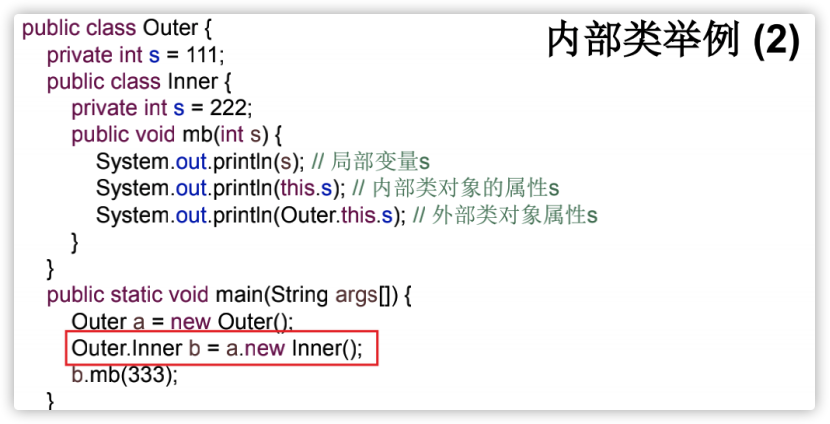 内部类举例 (2)
public class Outer {
private int s = 111;
public class Inner {
private int s = 222;
public void mb(int s) {
System.out.println(s); // 局部变量s
System.out.println(this.s); // 内部类对象的属性s
System.out.println(Outer.this.s); // 外部类对象属性s
}
}
public static void main(String args[]) {
Outer a = new Outer();
Outer.Inner b = a.new Inner();
b.mb(333);
}